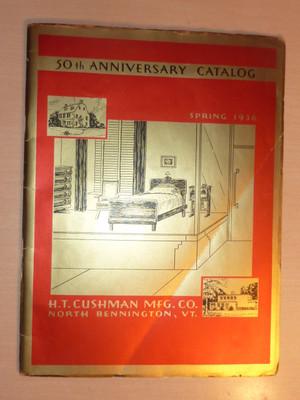 50th ANNIVERSARY CATALOG
SPRING 1936
H.T. CUSHMAN MFG. CO.
NORTH BENNINGTON, VT.